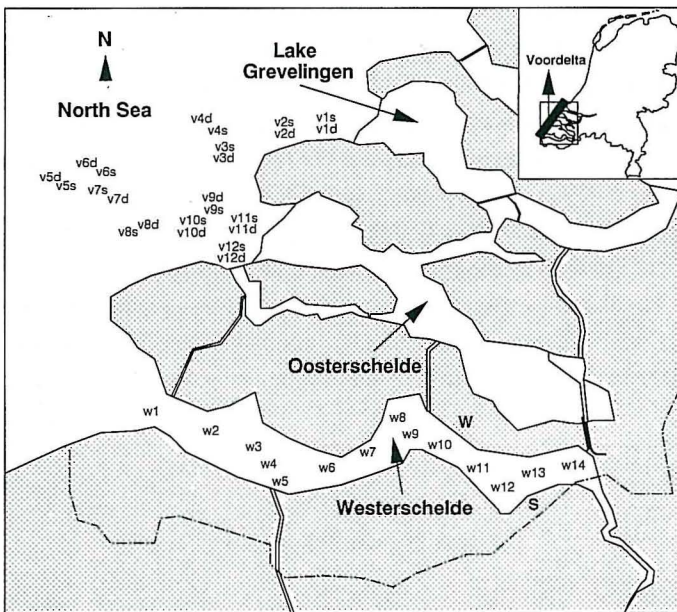 N
North Sea
Lake
Grevelingen
Voordelta
v4d
v4s
v2s
v2d
v1s
v1d
v3s
v3d
v6d
v6s
v5d
v5s
v7s
v7d
v9d
v9s
v8d
v8s
v10s
v10d
v11s
v11d
v12s
v12d
Oosterschelde
w1
w2
w3
w4
w5
w6
w7
w8
w9
w10
W
w11
w12
w13
w14
S
Westerschelde